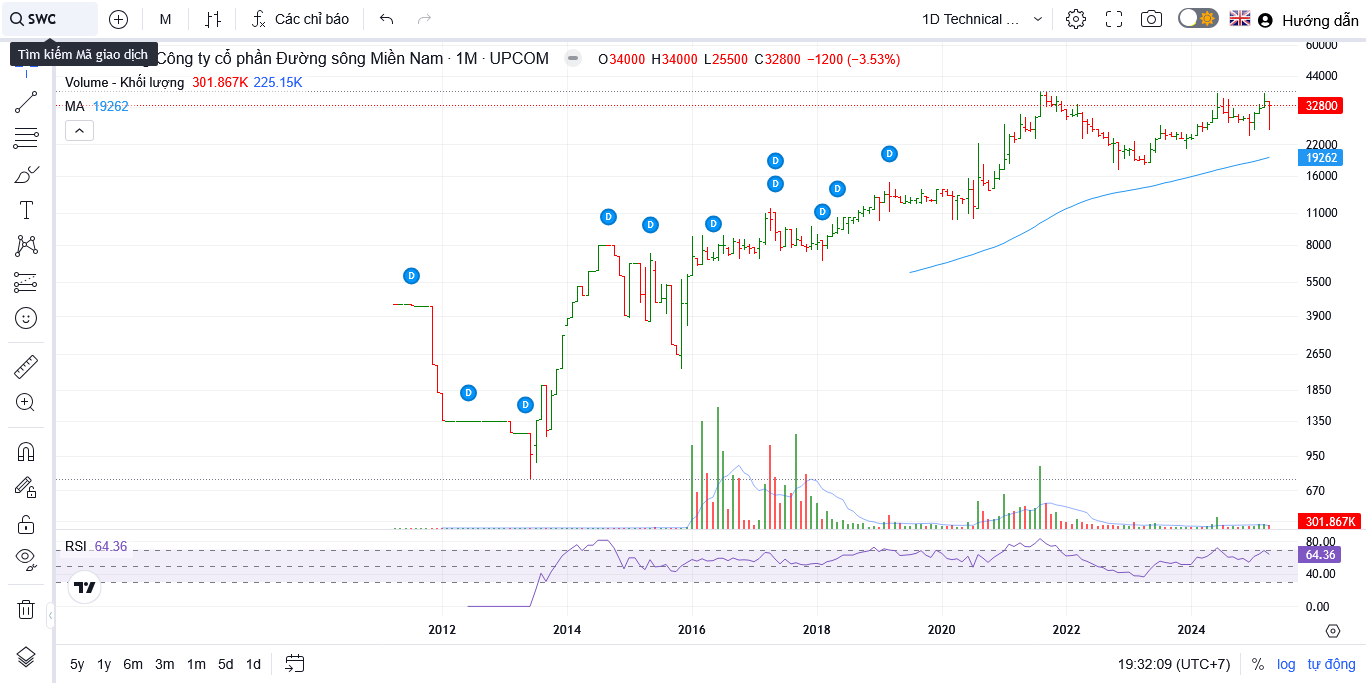 SWC
M
Các chỉ báo
1D Technical ...
Hướng dẫn
Tìm kiếm Mã giao dịch
Công ty cổ phần Đường sông Miền Nam · 1M · UPCOM
O34000 H34000 L25500 C32800 −1200 (−3.53%)
Volume - Khối lượng 301.867K 225.15K
MA 19262
60000
44000
32800
22000
19262
16000
11000
8000
5500
3900
2650
1850
1350
950
670
301.867K
D
D
D
D
D
D
D
D
D
D
D
RSI 64.36
80.00
64.36
40.00
0.00
2012 2014 2016 2018 2020 2022 2024
5y 1y 6m 3m 1m 5d 1d
19:32:09 (UTC+7) % log tự động